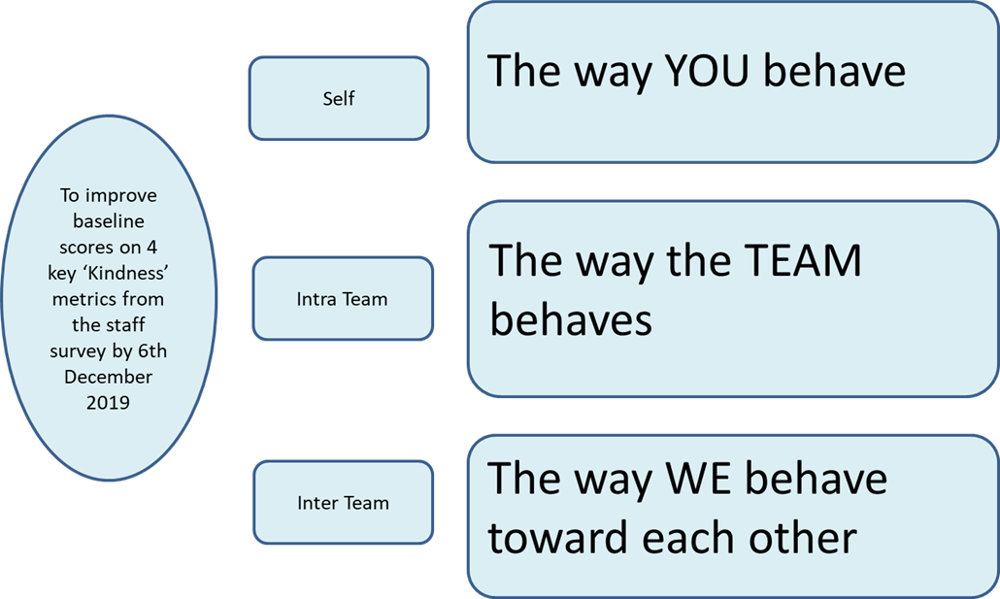 To improve
baseline
scores on 4
key ‘Kindness’
metrics from
the staff
survey by 6th
December
2019
Self
The way YOU behave
Intra Team
The way the TEAM
behaves
Inter Team
The way WE behave
toward each other